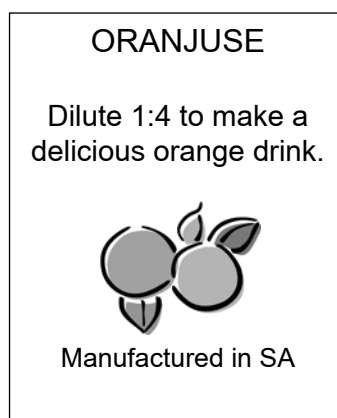 ORANJUSE
Dilute 1:4 to make a
delicious orange drink.
Manufactured in SA